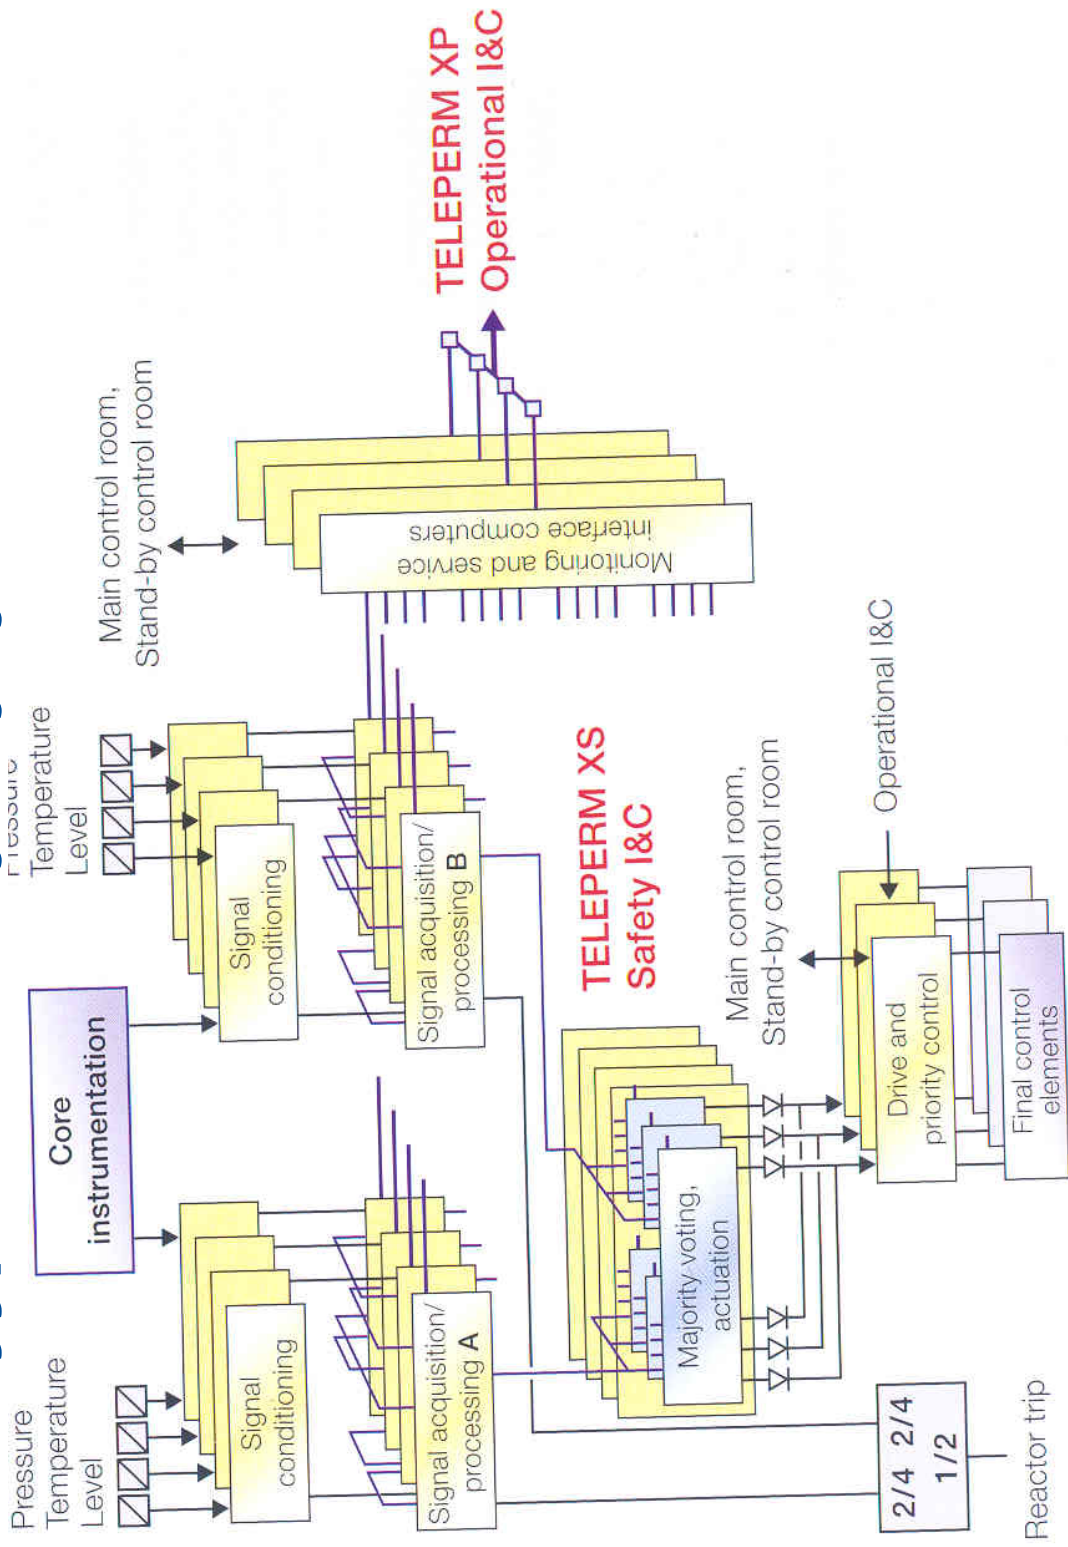 Pressure
Temperature
Level
Core
instrumentation
Temperature
Level
Main control room,
Stand-by control room
Signal
conditioning
Signal
conditioning
Signal acquisition/
processing A
Signal acquisition/
processing B
Monitoring and service
interface computers
TELEPERM XP
Operational I&C
TELEPERM XS
Safety I&C
Majority voting,
actuation
Main control room,
Stand-by control room
Operational I&C
Drive and
priority control
Final control
elements
2/4 2/4
1/2
Reactor trip